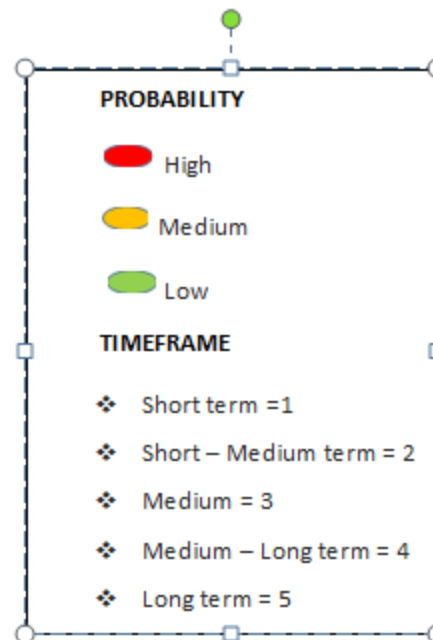 PROBABILITY
High
Medium
Low
TIMEFRAME
Short term =1
Short – Medium term = 2
Medium = 3
Medium – Long term = 4
Long term = 5